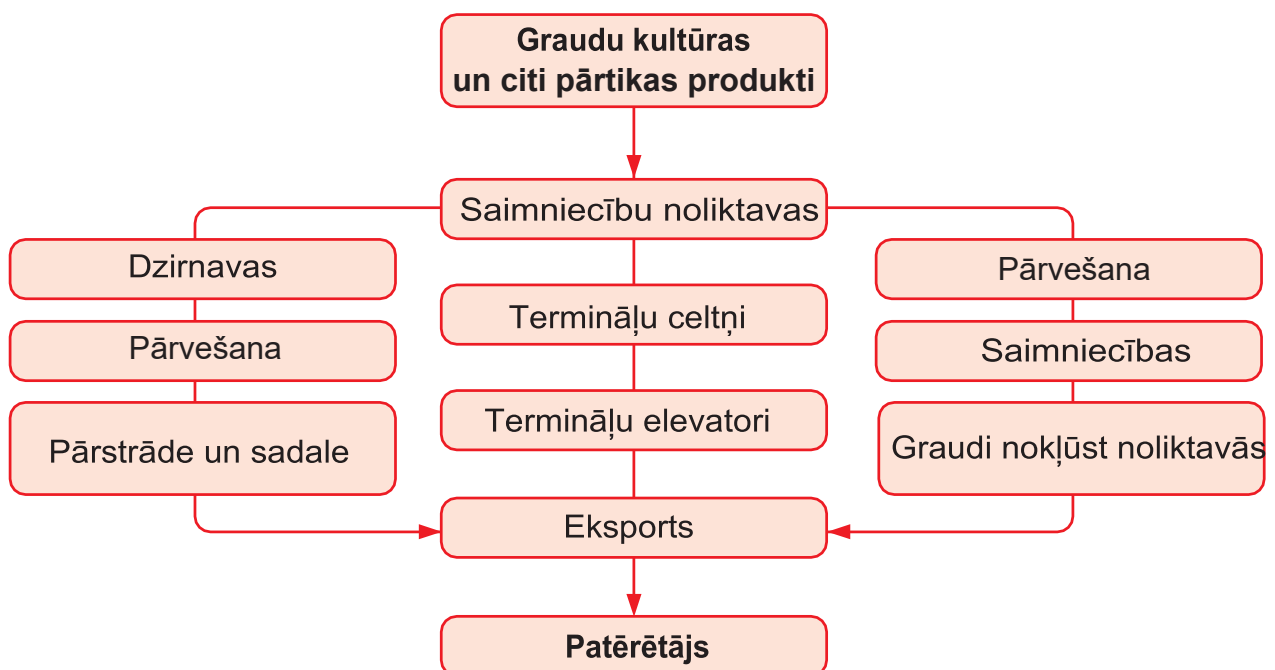 Graudu kultūras
un citi pārtikas produkti
Saimniecību noliktavas
Dzirnavas
Pārvešana
Pārstrāde un sadale
Termināļu celtņi
Termināļu elevatori
Pārvešana
Saimniecības
Graudi nokļūst noliktavās
Eksports
Patērētājs